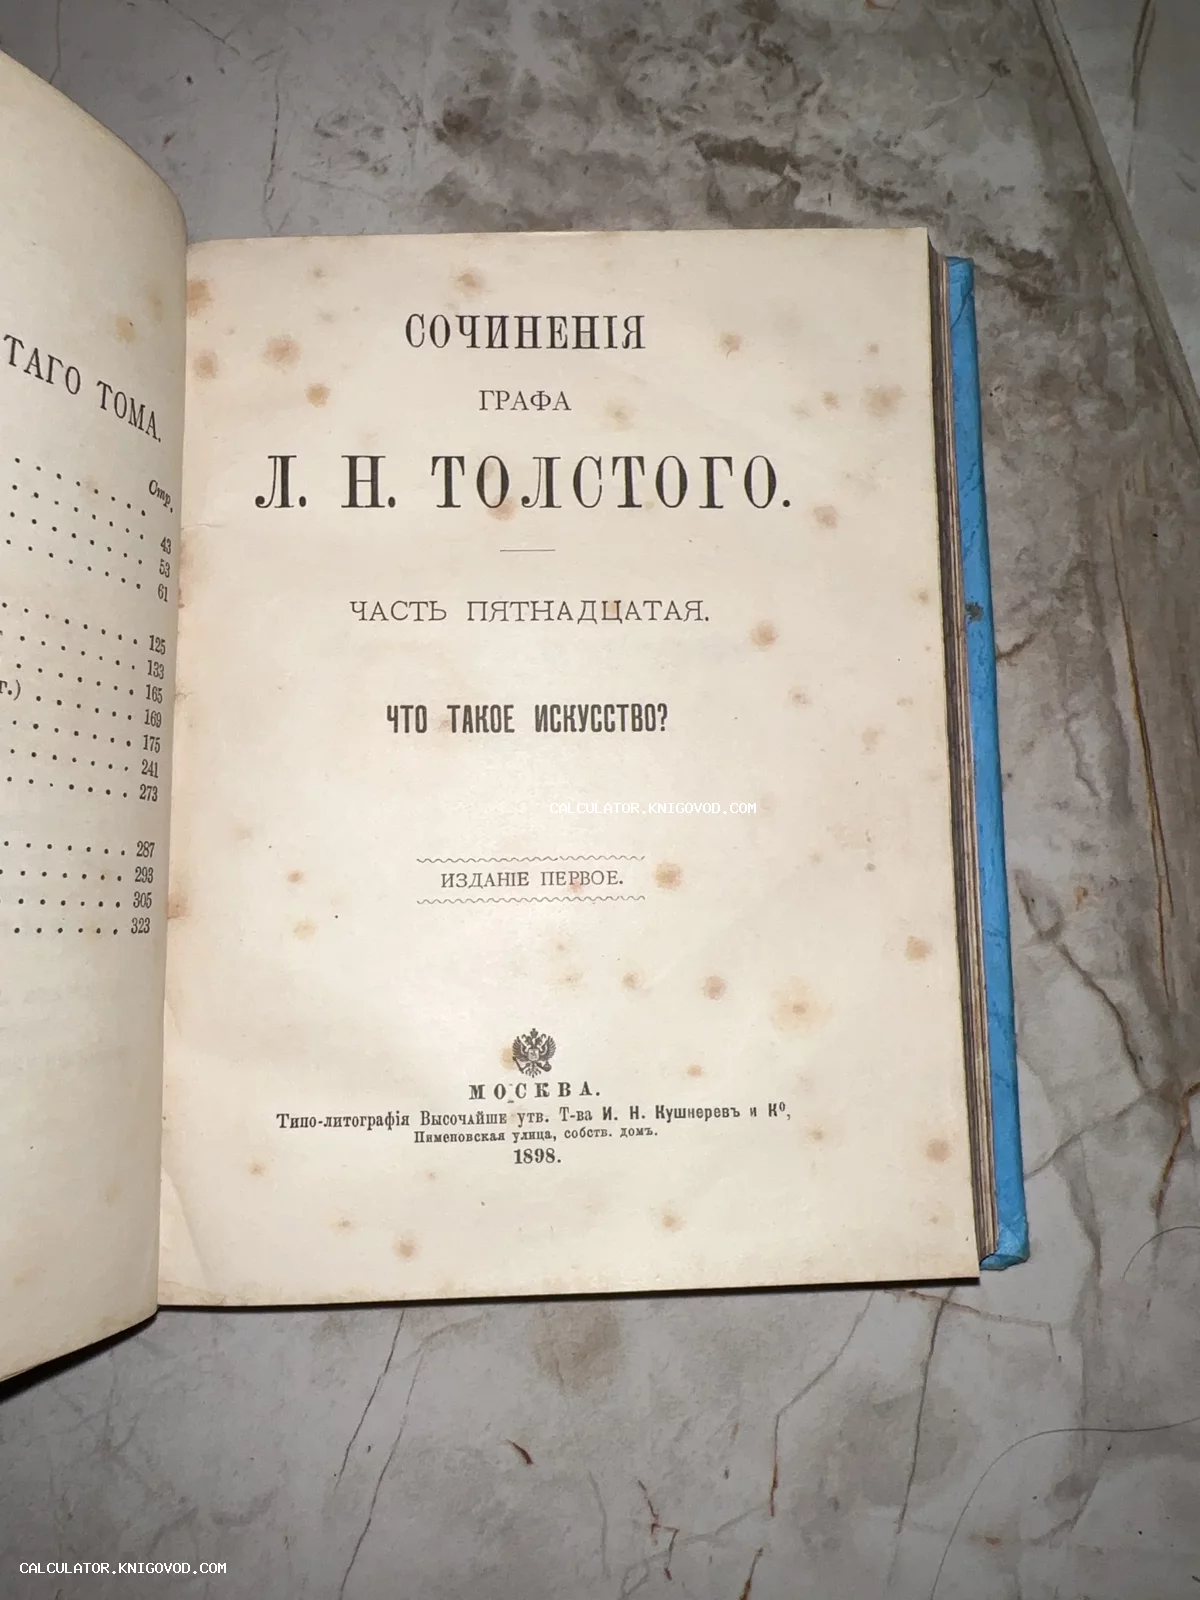 ТАГО ТОМА.
Стр.
43
53
61
125
133
165
г.) 169
175
241
273
287
293
305
323
СОЧИНЕНІЯ
ГРАФА
Л. Н. ТОЛСТОГО.
ЧАСТЬ ПЯТНАДЦАТАЯ.
ЧТО ТАКОЕ ИСКУССТВО?
CALCULATOR.KNIGOVOD.COM
ИЗДАНІЕ ПЕРВОЕ.
МОСКВА.
Типо-литографія Высочайше утв. Т-ва И. Н. Кушнеревъ и Кº,
Пименовская улица, собств. домъ.
1898.
CALCULATOR.KNIGOVOD.COM